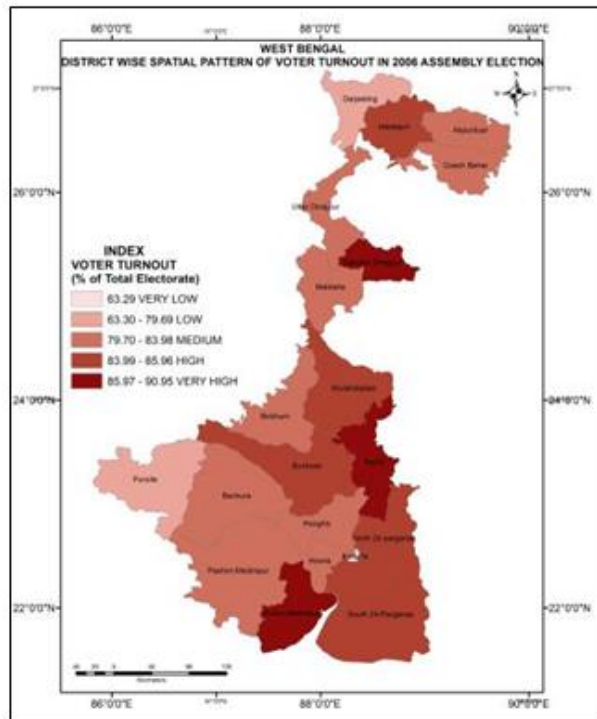 86°0'0"E
88°0'0"E
90°0'0"E
WEST BENGAL
DISTRICT WISE SPATIAL PATTERN OF VOTER TURNOUT IN 2006 ASSEMBLY ELECTION
Darjeeling
Jalpaiguri
Cooch Behar
26°0'0"N
26°0'0"N
Uttar Dinajpur
INDEX
VOTER TURNOUT
(% of Total Electorate)
63.29 VERY LOW
63.30 - 79.69 LOW
79.70 - 83.98 MEDIUM
83.99 - 85.96 HIGH
85.97 - 90.95 VERY HIGH
Maldaha
24°0'0"N
24°0'0"N
Murshidabad
Birbhum
Nadia
Purulia
Bankura
Hooghly
North 24 parganas
Howra
Paschim Medinipur
South 24 Parganas
22°0'0"N
22°0'0"N
86°0'0"E
88°0'0"E
90°0'0"E